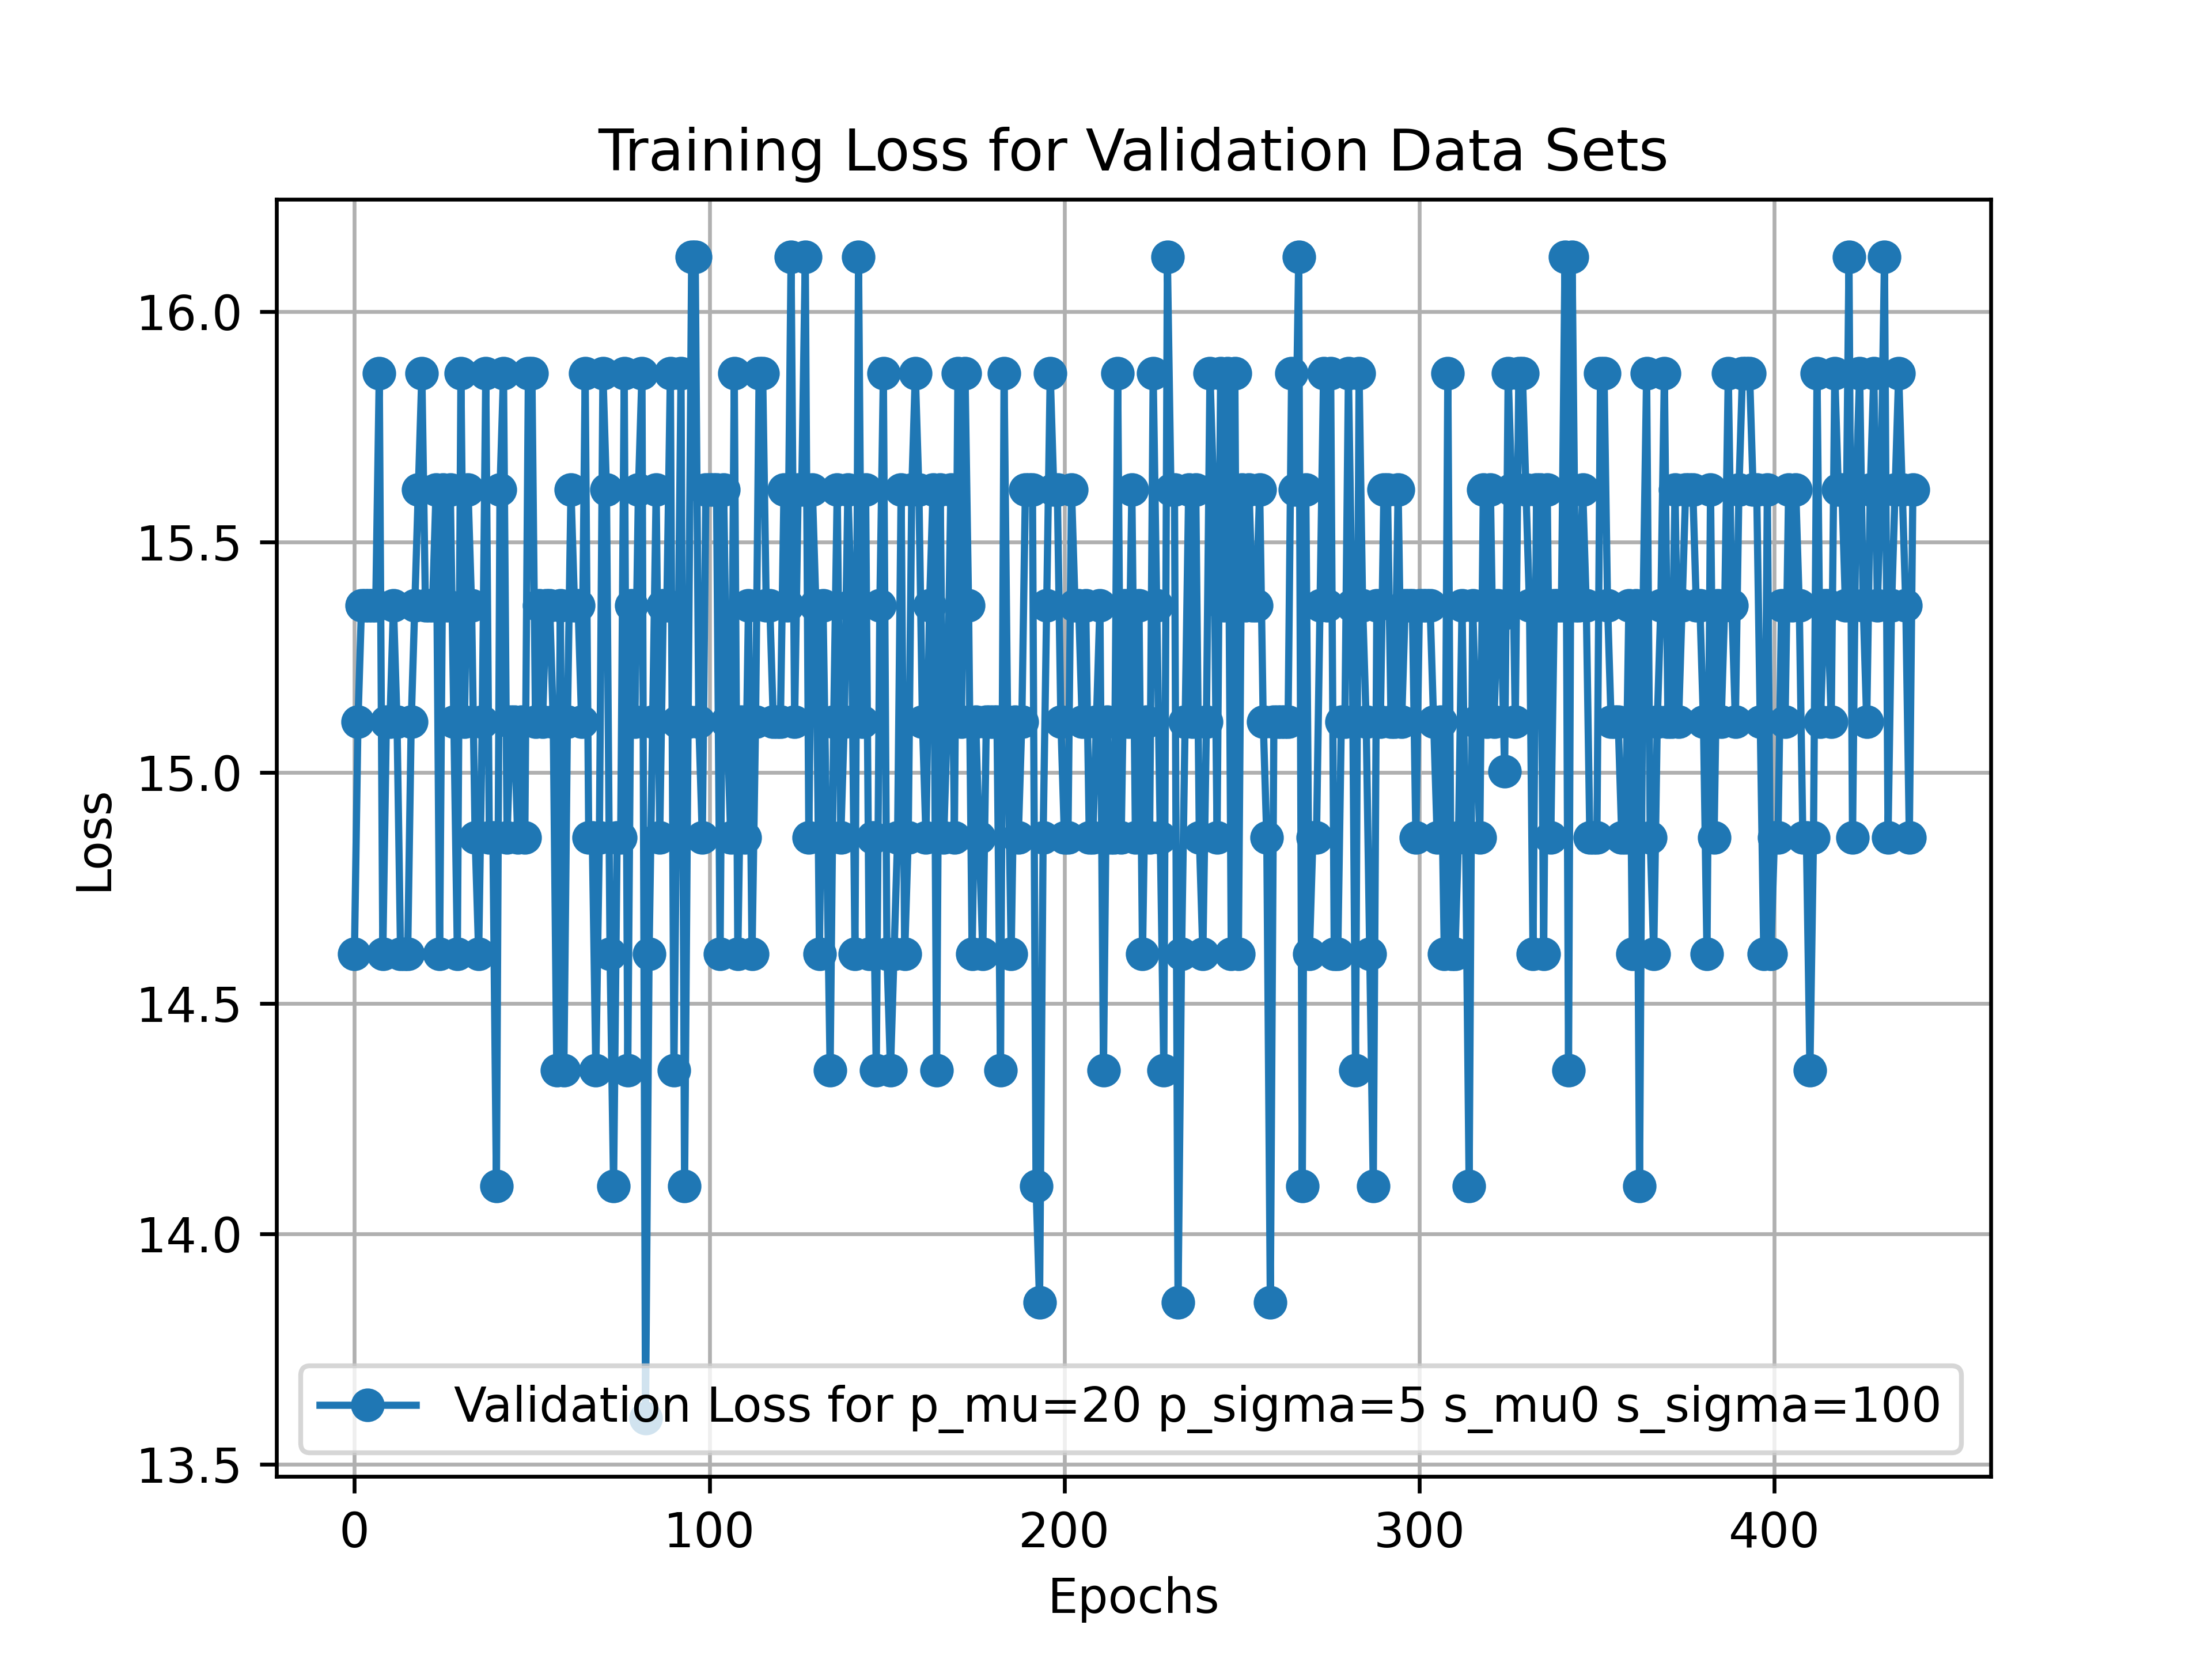 Training Loss for Validation Data Sets
16.0
15.5
15.0
14.5
14.0
13.5
Loss
Validation Loss for p_mu=20 p_sigma=5 s_mu0 s_sigma=100
0 100 200 300 400
Epochs